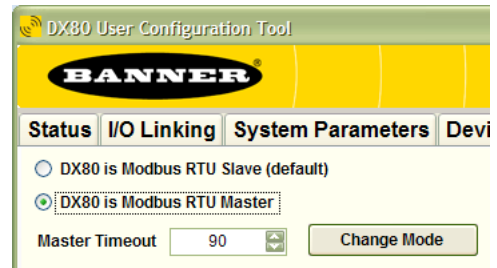 DX80 User Configuration Tool
BANNER®
Status I/O Linking System Parameters Devi
DX80 is Modbus RTU Slave (default)
DX80 is Modbus RTU Master
Master Timeout 90 Change Mode